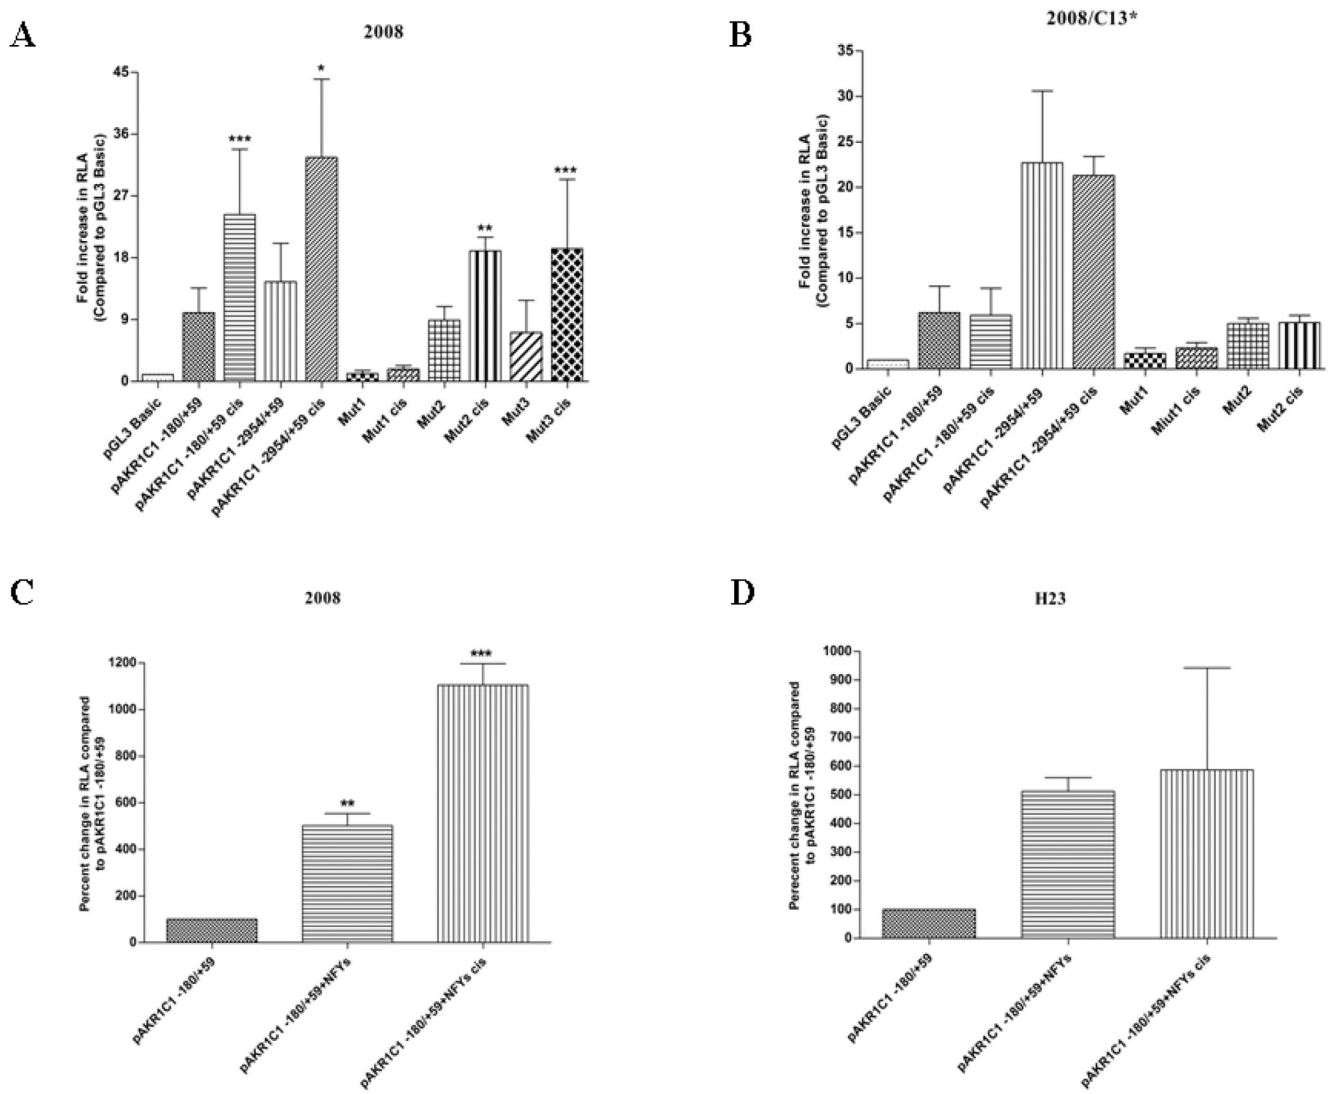 A
2008
Fold increase in RLA
(Compared to pGL3 Basic)
45
36
27
18
9
0
***
*
**
***
pGL3 Basic
pAKR1C1 -180/+59
pAKR1C1 -180/+59 cis
pAKR1C1 -2954/+59
pAKR1C1 -2954/+59 cis
Mut1
Mut1 cis
Mut2
Mut2 cis
Mut3
Mut3 cis
B
2008/C13*
Fold increase in RLA
(Compared to pGL3 Basic)
35
30
25
20
15
10
5
0
pGL3 Basic
pAKR1C1 -180/+59
pAKR1C1 -180/+59 cis
pAKR1C1 -2954/+59
pAKR1C1 -2954/+59 cis
Mut1
Miut1 cis
Mut2
Mut2 cis
C
2008
Percent change in RLA compared
to pAKR1C1 -180/+59
1200
1000
800
600
400
200
0
**
***
pAKR1C1 -180/+59
pAKR1C1 -180/+59+NFYs
pAKR1C1 -180/+59+NFYs cis
D
H23
Perecent change in RLA compared
to pAKR1C1 -180/+59
1000
900
800
700
600
500
400
300
200
100
0
pAKR1C1 -180/+59
pAKR1C1 -180/+59+NFYs
pAKR1C1 -180/+59+NFYs cis